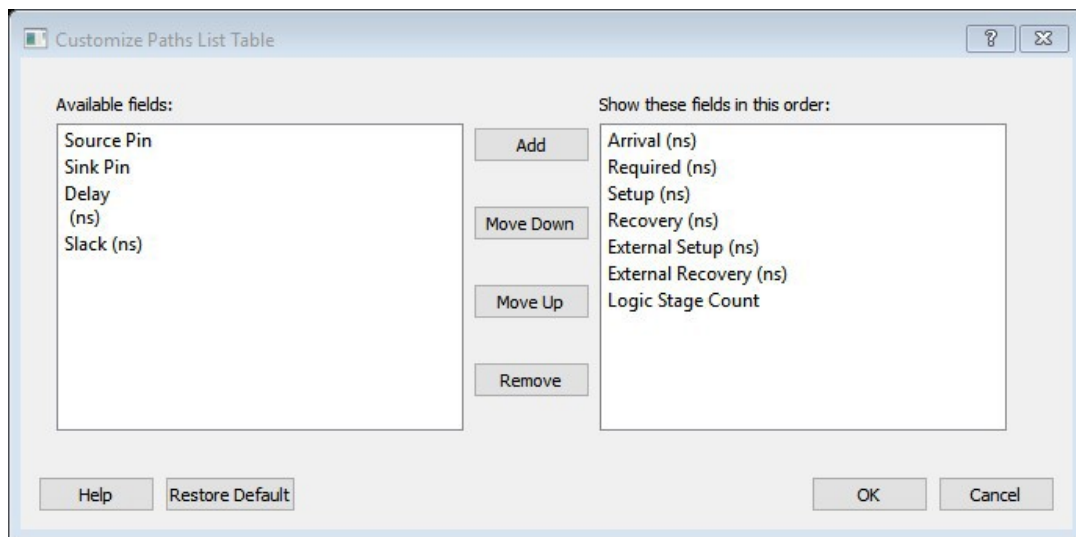 Customize Paths List Table
Available fields:
Source Pin
Sink Pin
Delay
(ns)
Slack (ns)
Add
Move Down
Move Up
Remove
Show these fields in this order:
Arrival (ns)
Required (ns)
Setup (ns)
Recovery (ns)
External Setup (ns)
External Recovery (ns)
Logic Stage Count
Help
Restore Default
OK
Cancel